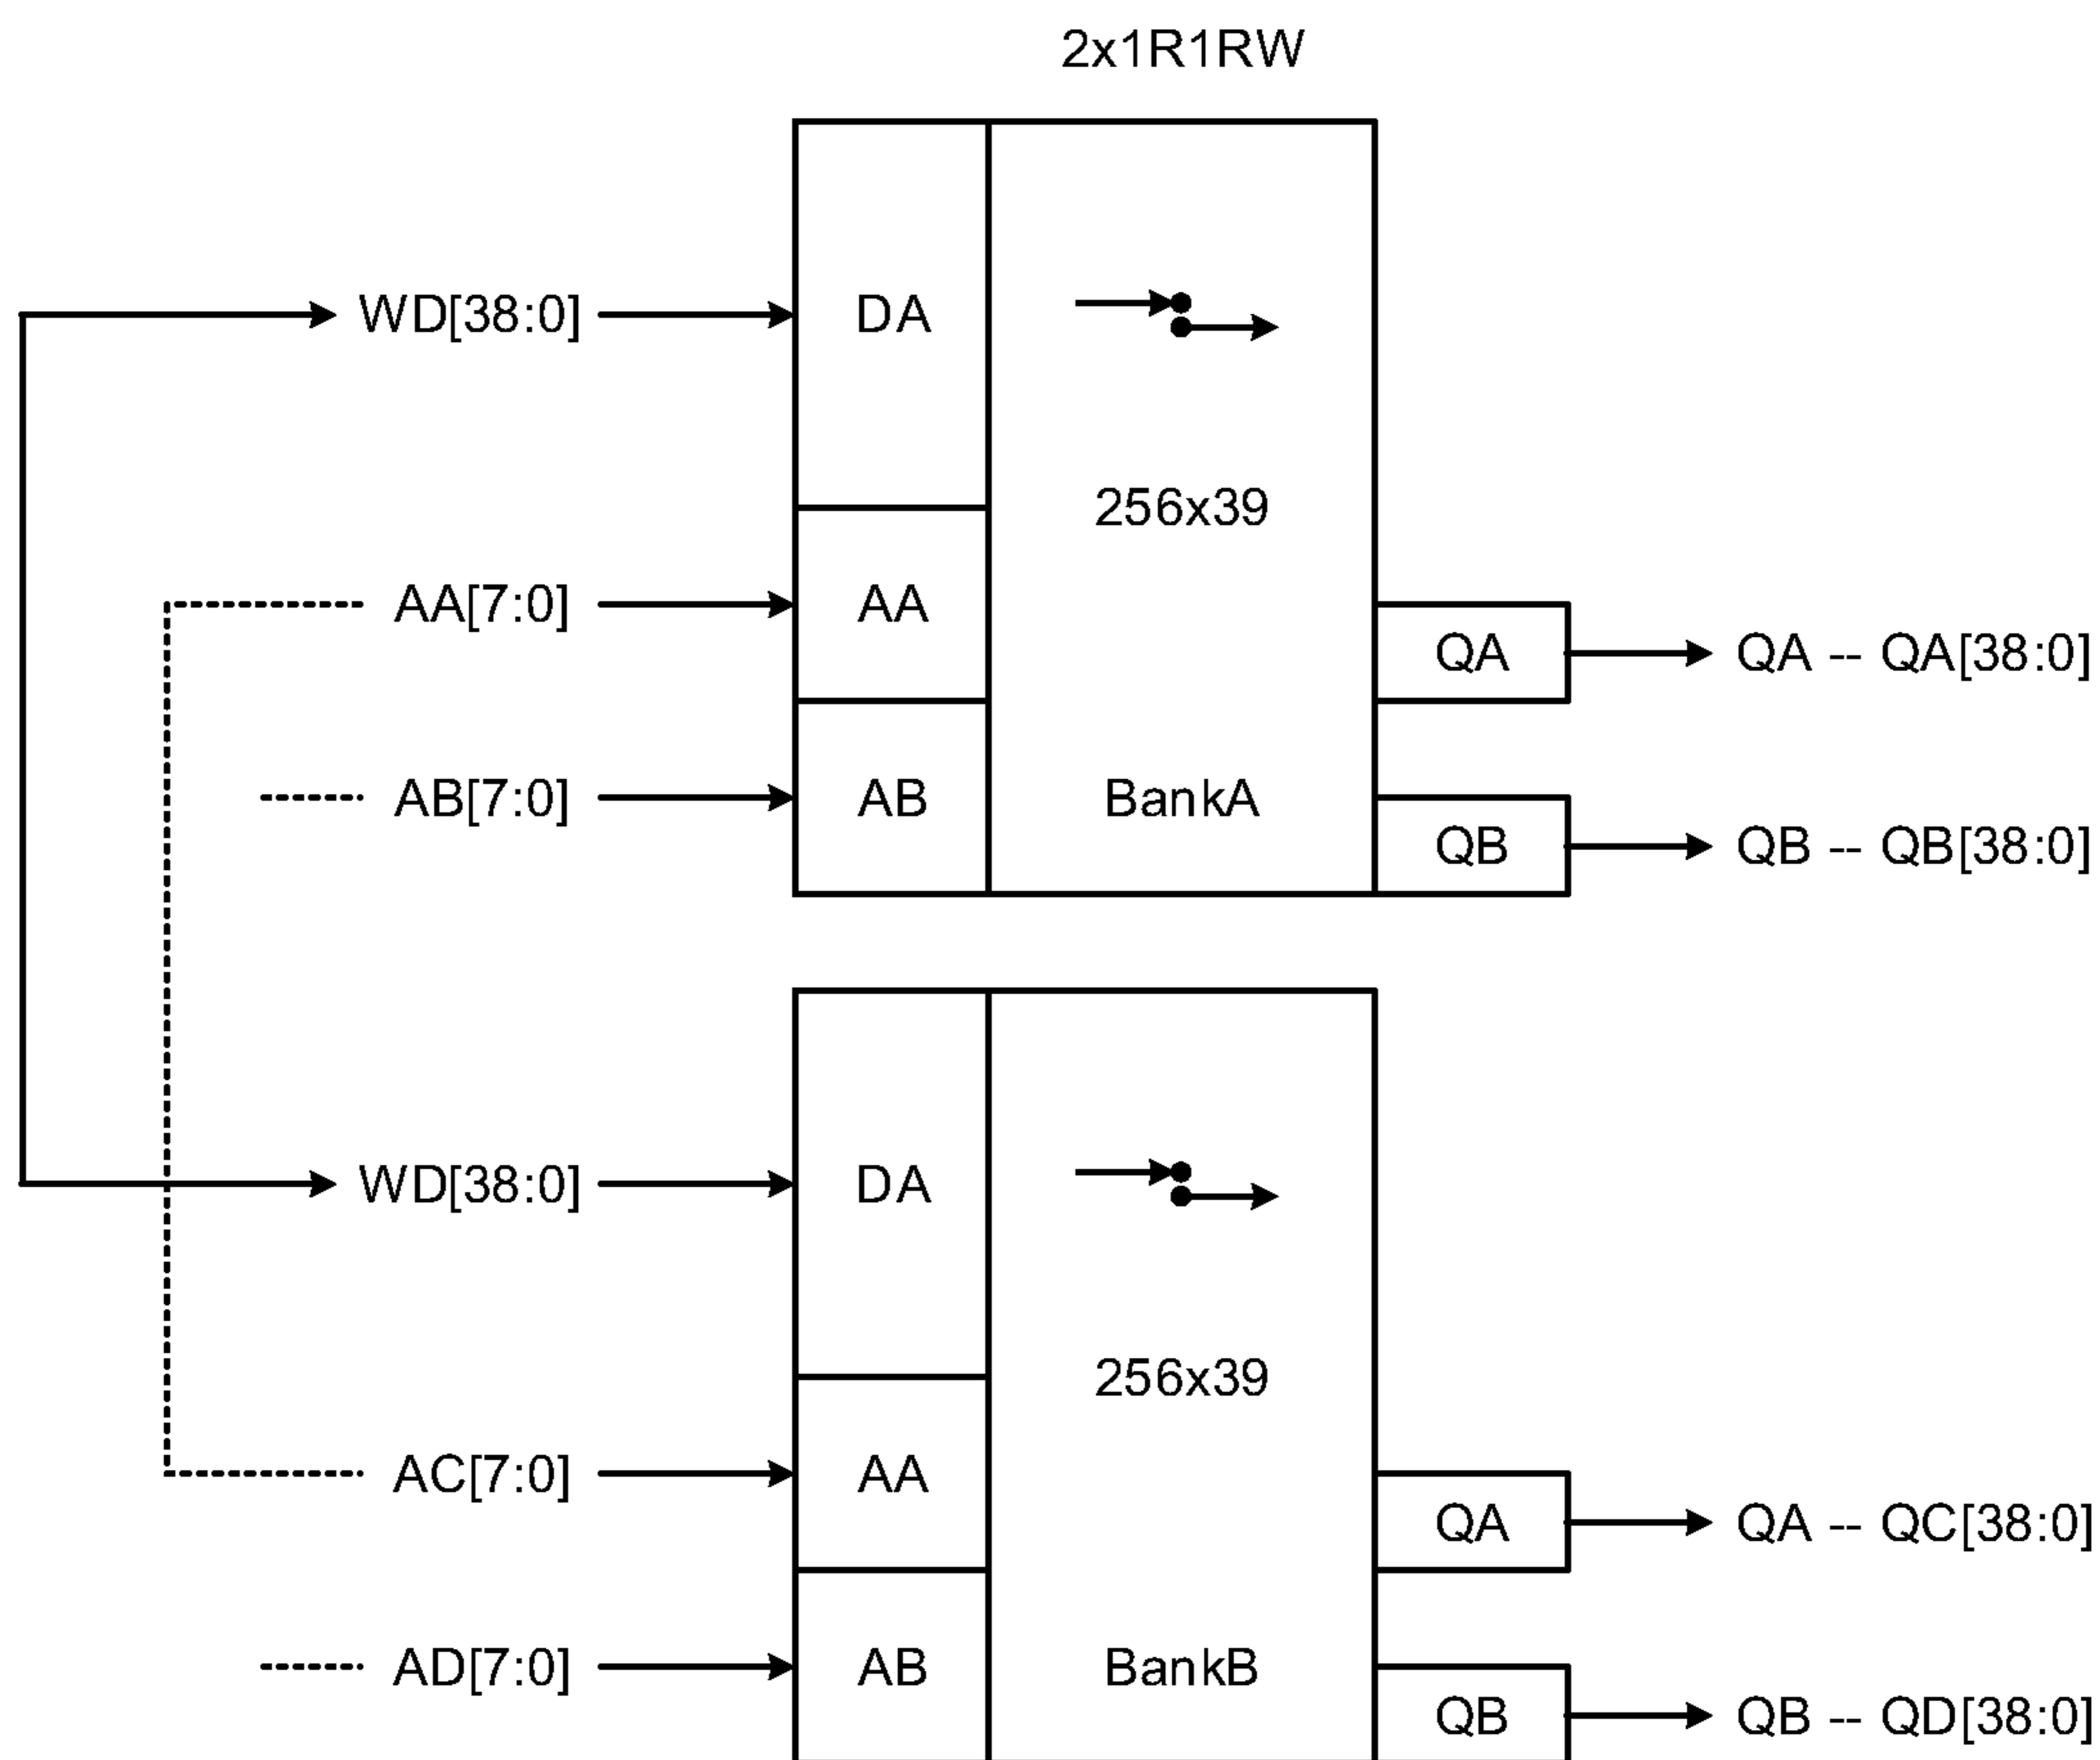 2x1R1RW
WD[38:0] DA
256x39
AA[7:0] AA
QA QA -- QA[38:0]
AB[7:0] AB BankA
QB QB -- QB[38:0]
WD[38:0] DA
256x39
AC[7:0] AA
QA QA -- QC[38:0]
AD[7:0] AB BankB
QB QB -- QD[38:0]